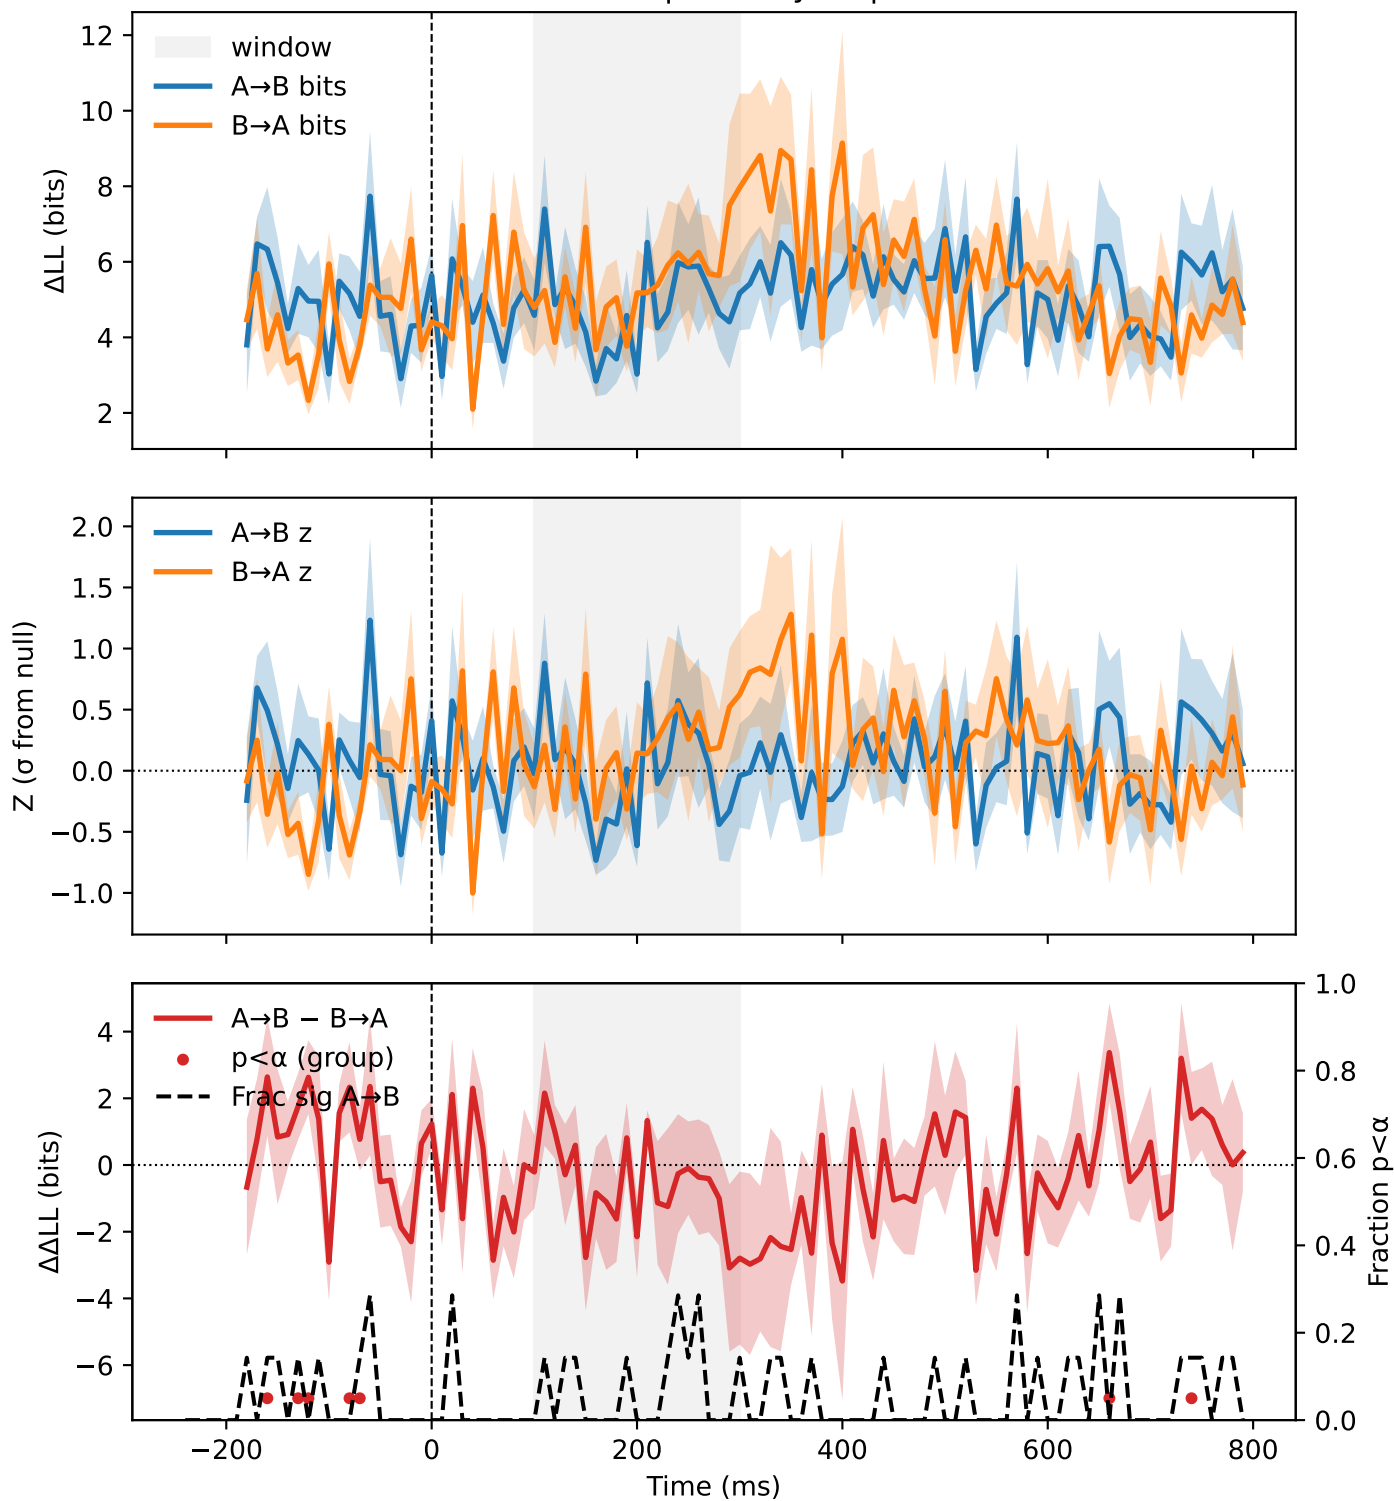 12
10
8
6
4
2
ΔLL (bits)
window
A→B bits
B→A bits
2.0
1.5
1.0
0.5
0.0
−0.5
−1.0
Z (σ from null)
A→B z
B→A z
4
2
0
−2
−4
−6
ΔΔLL (bits)
A→B − B→A
p<α (group)
Frac sig A→B
1.0
0.8
0.6
0.4
0.2
0.0
Fraction p<α
−200 0 200 400 600 800
Time (ms)